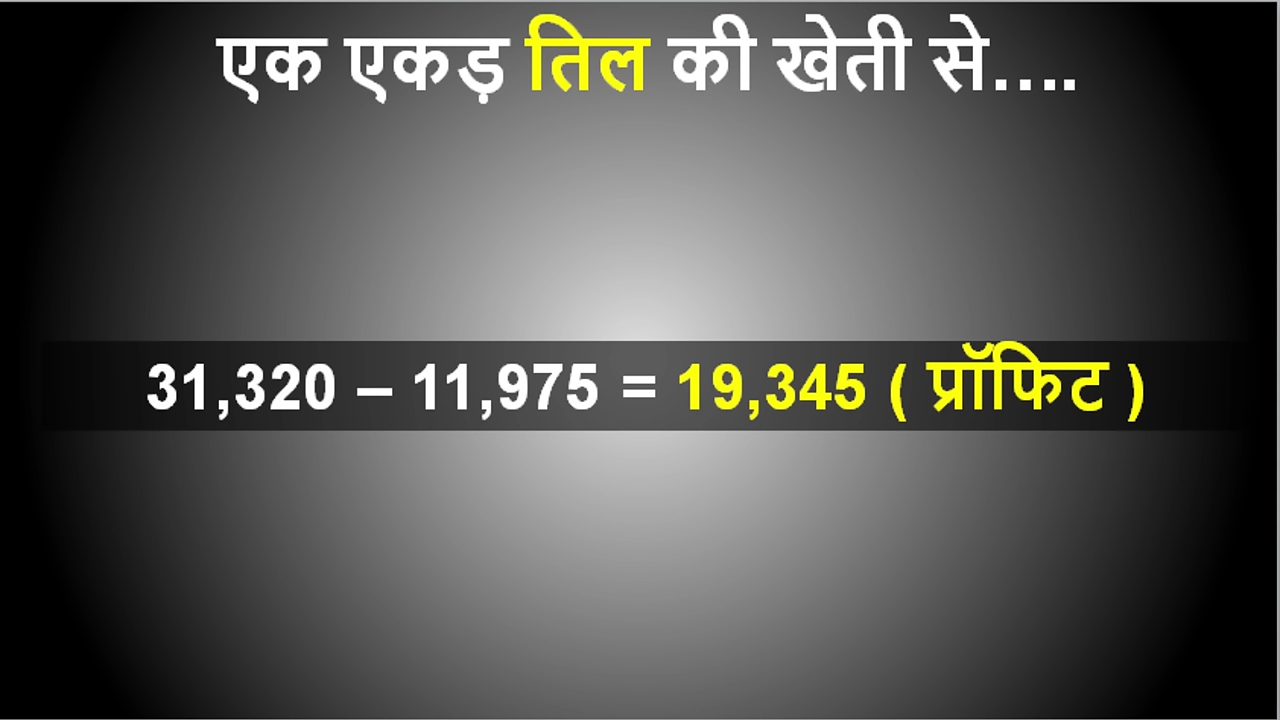 एक एकड़ तिल की खेती से....
31,320 – 11,975 = 19,345 ( प्रॉफिट )